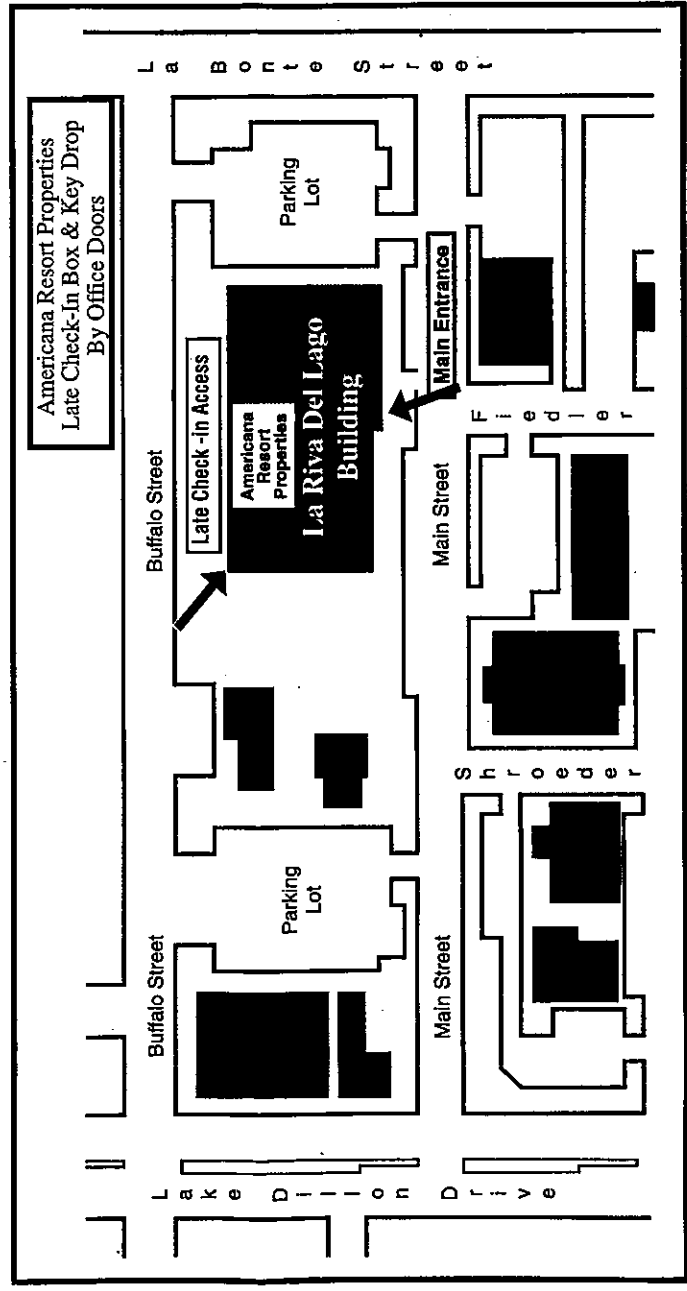 Americana Resort Properties
Late Check-In Box & Key Drop
By Office Doors
Buffalo Street
Buffalo Street
Late Check -in Access
Americana
Resort
Properties
La Riva Del Lago
Building
Parking
Lot
Parking
Lot
Main Entrance
Main Street
Main Street
Lake Dillon Drive
Shroeder
Fiedler
La Bonte Street